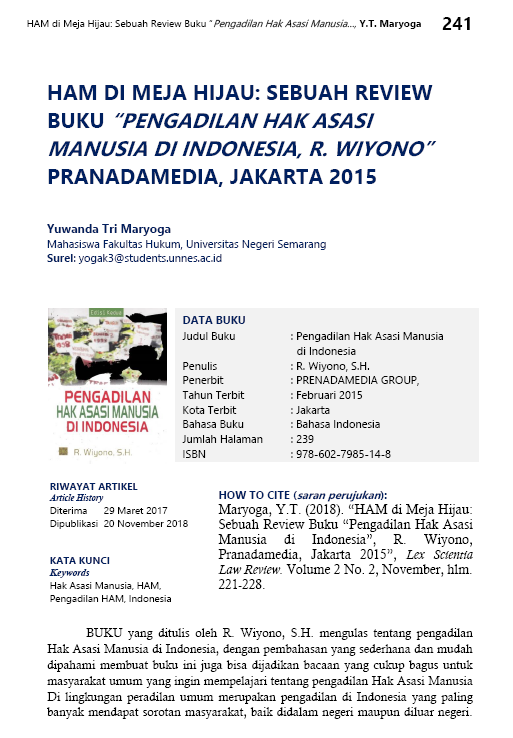 HAM di Meja Hijau: Sebuah Review Buku “Pengadilan Hak Asasi Manusia..., Y.T. Maryoga 241
HAM DI MEJA HIJAU: SEBUAH REVIEW
BUKU “PENGADILAN HAK ASASI
MANUSIA DI INDONESIA, R. WIYONO”
PRANADAMEDIA, JAKARTA 2015
Yuwanda Tri Maryoga
Mahasiswa Fakultas Hukum, Universitas Negeri Semarang
Surel: yogak3@students.unnes.ac.id
Edisi Kedua
PENGADILAN
HAK ASASI MANUSIA
DI INDONESIA
R. Wiyono, S.H.
DATA BUKU
Judul Buku : Pengadilan Hak Asasi Manusia
di Indonesia
Penulis : R. Wiyono, S.H.
Penerbit : PRENADAMEDIA GROUP,
Tahun Terbit : Februari 2015
Kota Terbit : Jakarta
Bahasa Buku : Bahasa Indonesia
Jumlah Halaman : 239
ISBN : 978-602-7985-14-8
RIWAYAT ARTIKEL
Article History
Diterima 29 Maret 2017
Dipublikasi 20 November 2018
KATA KUNCI
Keywords
Hak Asasi Manusia, HAM,
Pengadilan HAM, Indonesia
HOW TO CITE (saran perujukan):
Maryoga, Y.T. (2018). “HAM di Meja Hijau:
Sebuah Review Buku “Pengadilan Hak Asasi
Manusia di Indonesia”, R. Wiyono,
Pranadamedia, Jakarta 2015”, Lex Scientia
Law Review. Volume 2 No. 2, November, hlm.
221-228.
BUKU yang ditulis oleh R. Wiyono, S.H. mengulas tentang pengadilan
Hak Asasi Manusia di Indonesia, dengan pembahasan yang sederhana dan mudah
dipahami membuat buku ini juga bisa dijadikan bacaan yang cukup bagus untuk
masyarakat umum yang ingin mempelajari tentang pengadilan Hak Asasi Manusia
Di lingkungan peradilan umum merupakan pengadilan di Indonesia yang paling
banyak mendapat sorotan masyarakat, baik didalam negeri maupun diluar negeri.